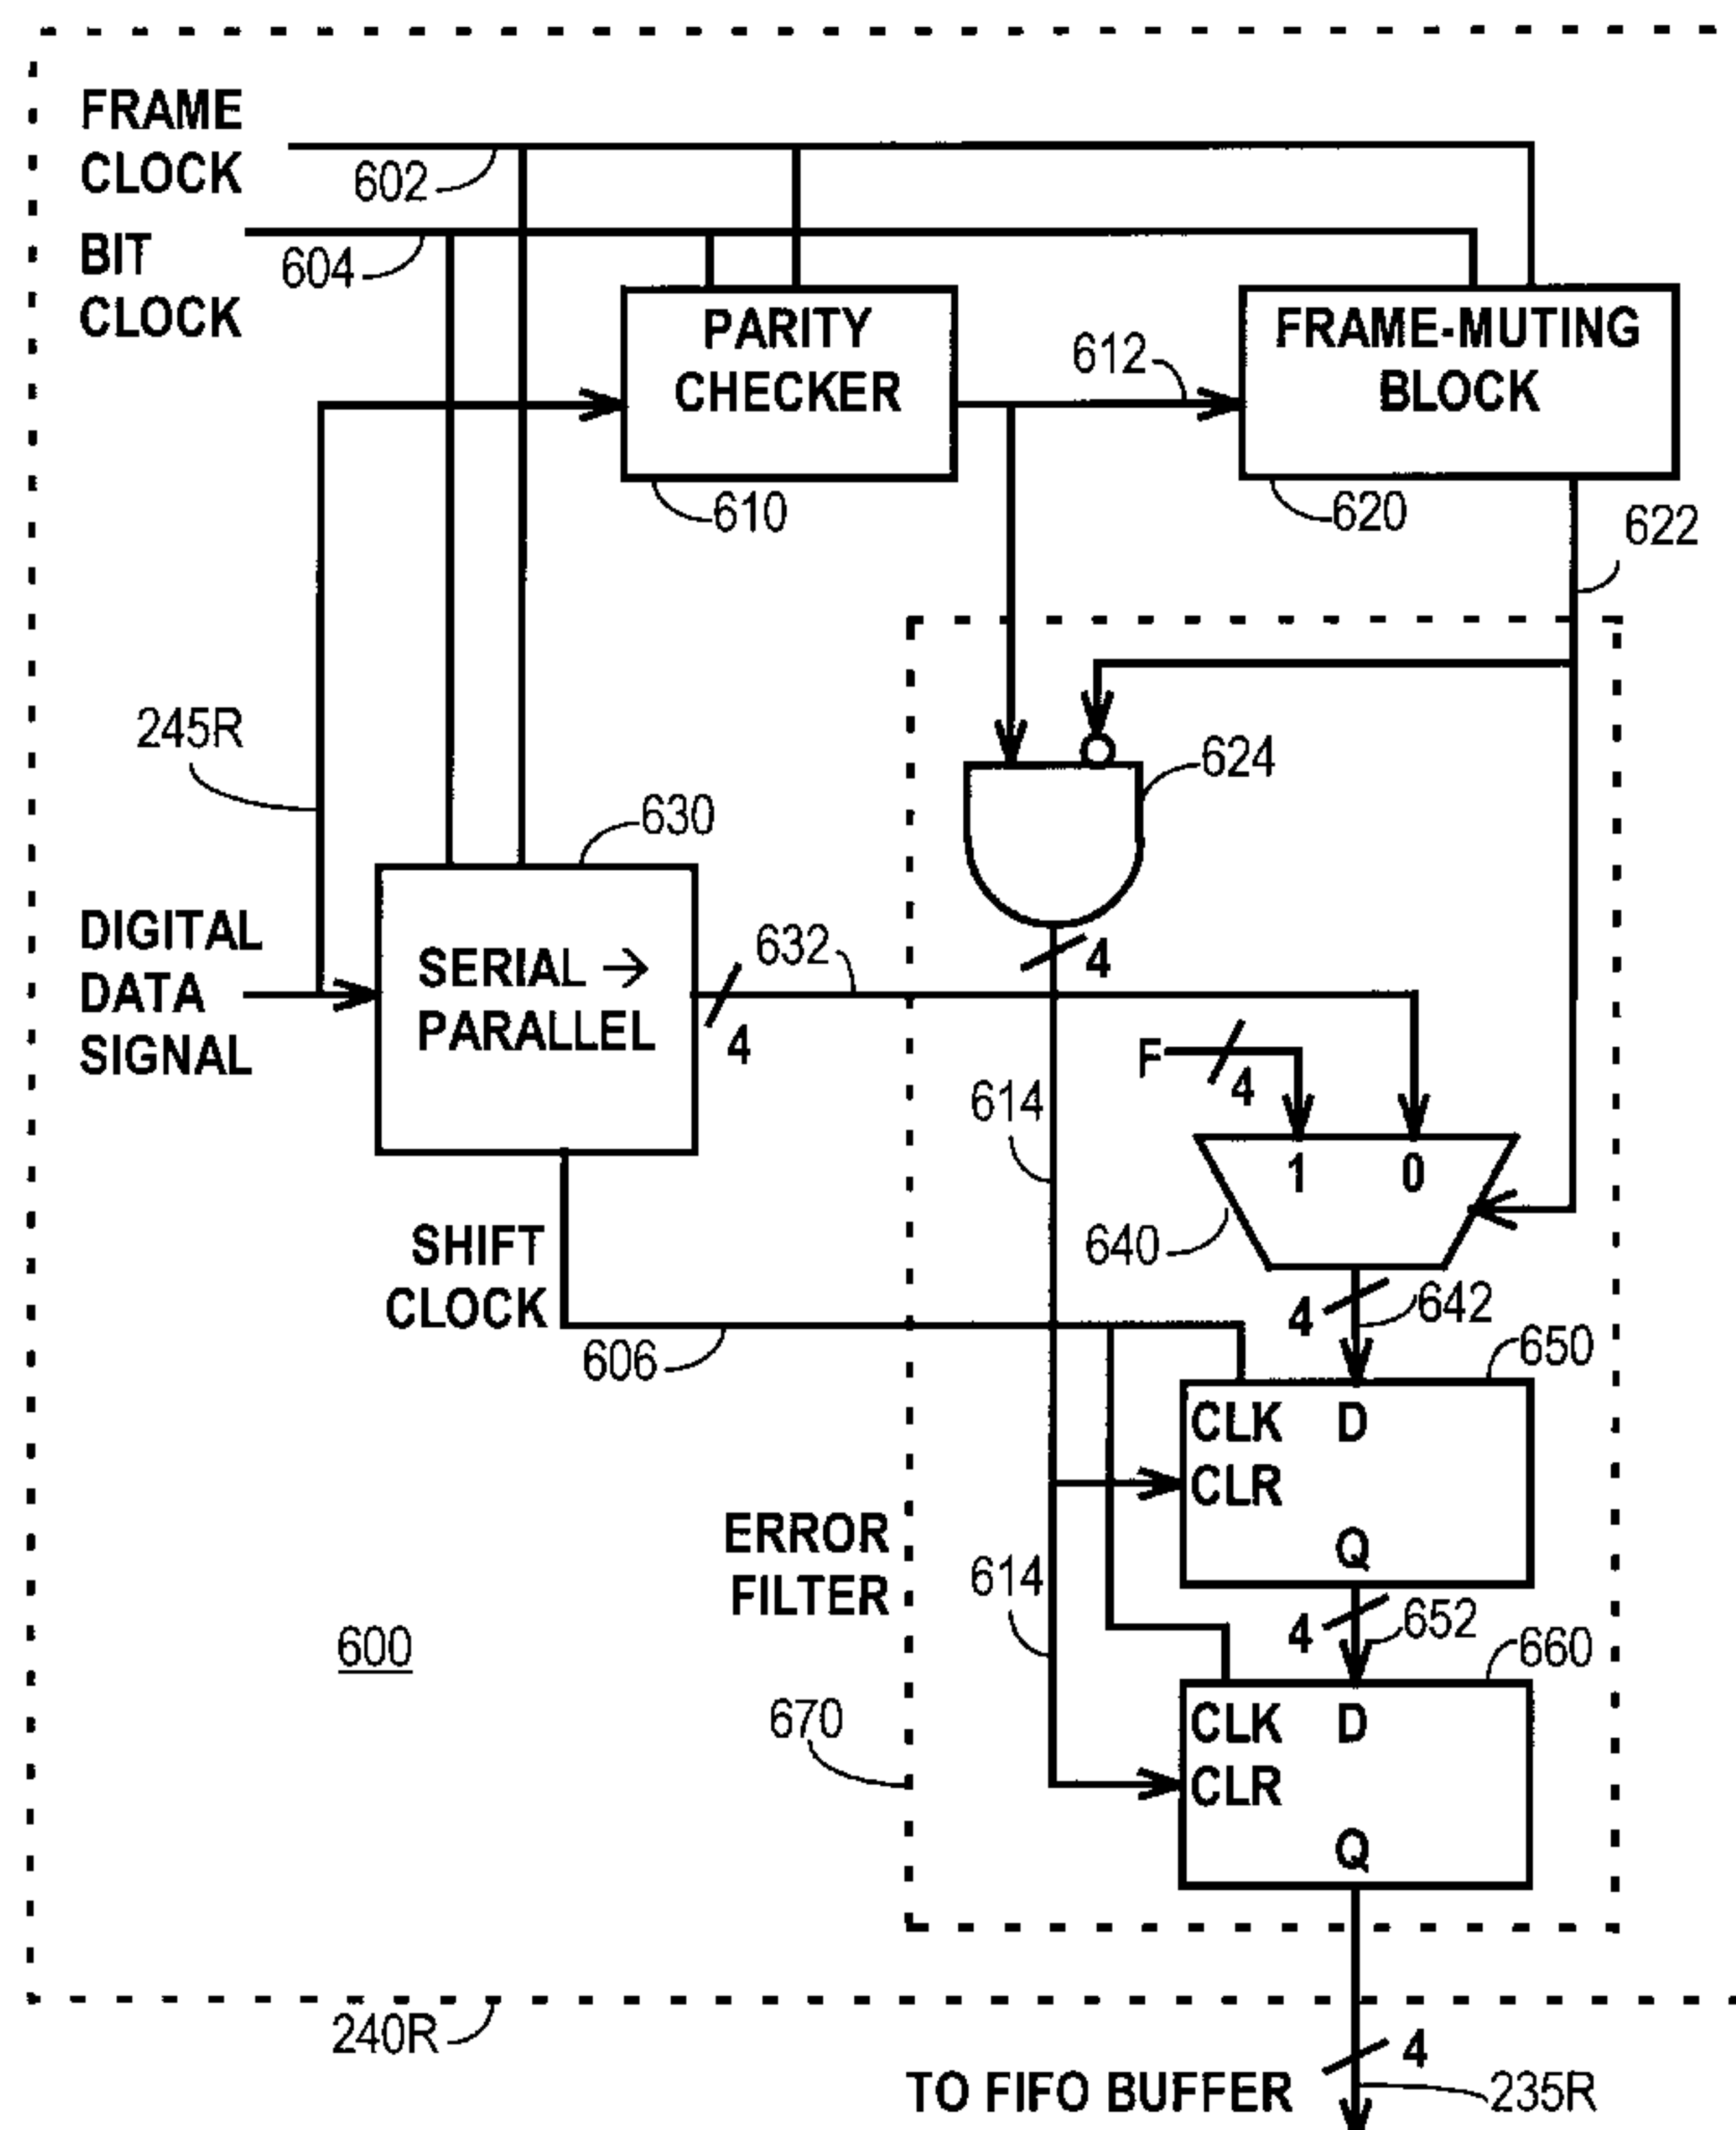 FRAME
CLOCK
602
BIT
CLOCK
604
PARITY
CHECKER
610
612
FRAME-MUTING
BLOCK
620
622
245R
624
630
DIGITAL
DATA
SIGNAL
SERIAL →
PARALLEL
4
632
4
F
4
614
1 0
640
SHIFT
CLOCK
606
4
642
650
CLK D
CLR
Q
ERROR
FILTER
614
4
652
660
600
670
CLK D
CLR
Q
240R
4
TO FIFO BUFFER
235R